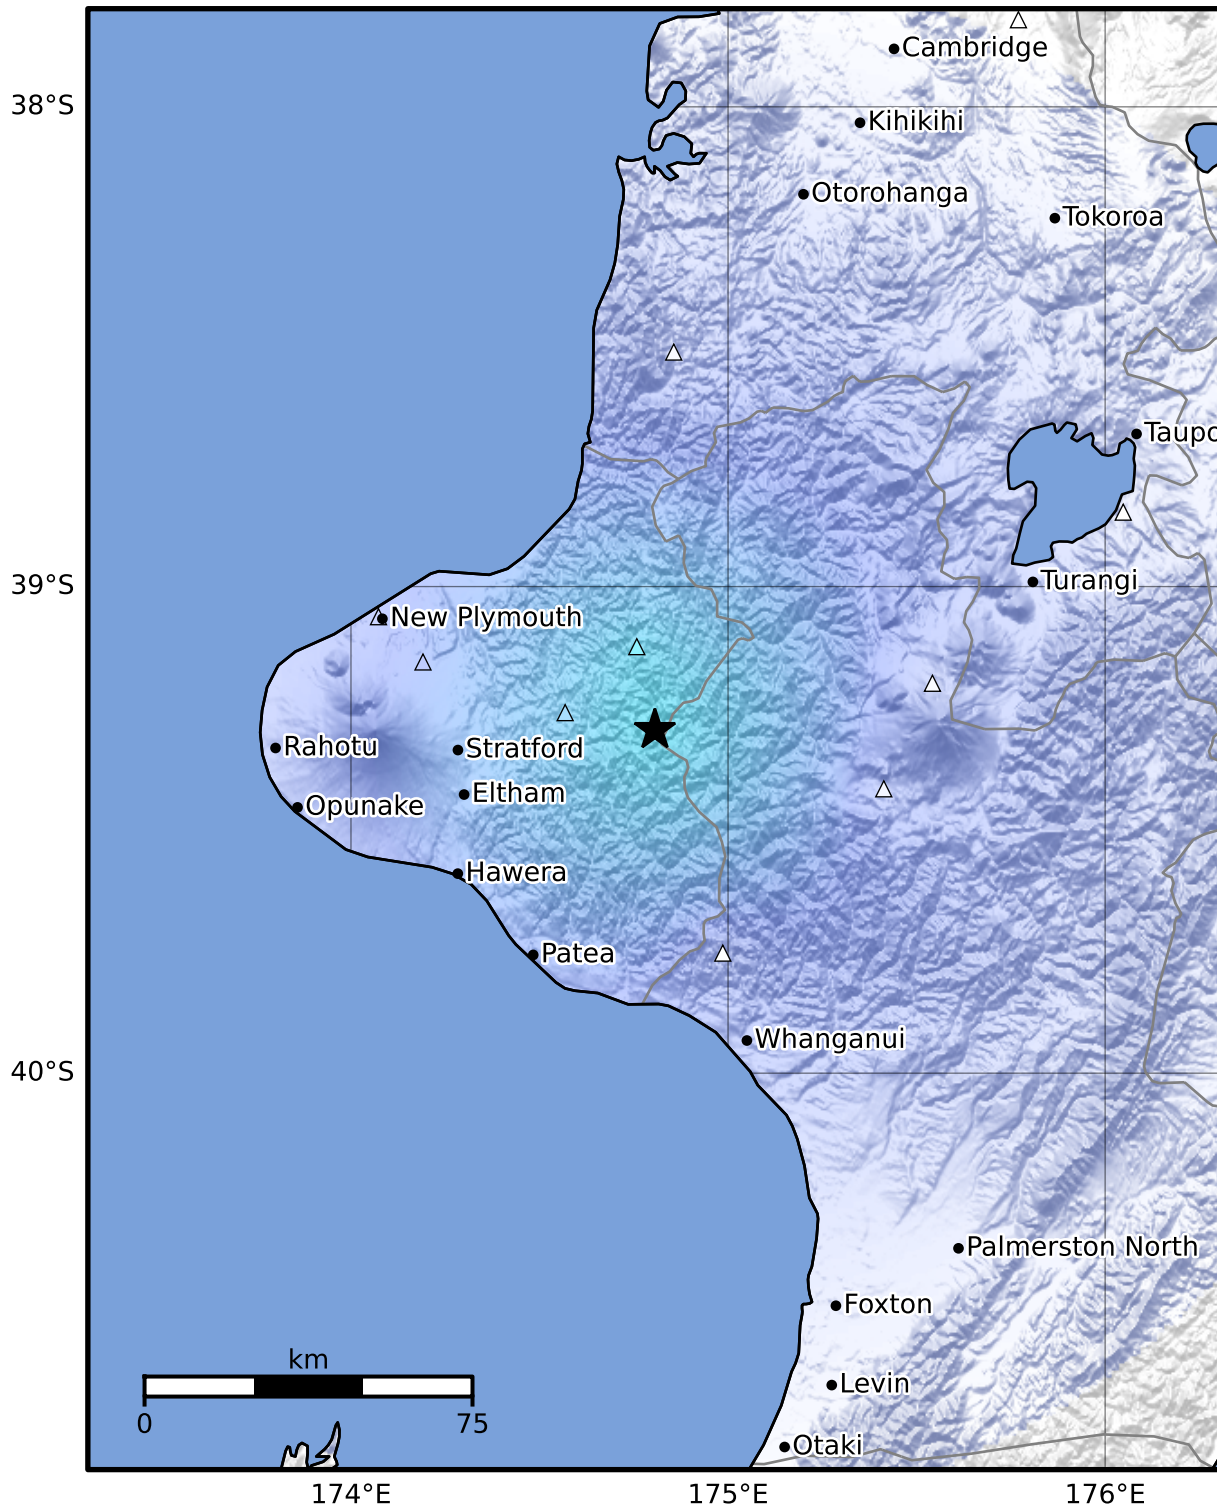 Cambridge
38°S
Kihikihi
Otorohanga
Tokoroa
Taupo
39°S
Turangi
New Plymouth
Rahotu
Stratford
Eltham
Opunake
Hawera
Patea
Whanganui
40°S
Palmerston North
Foxton
km
Levin
0
75
Otaki
174°E
175°E
176°E